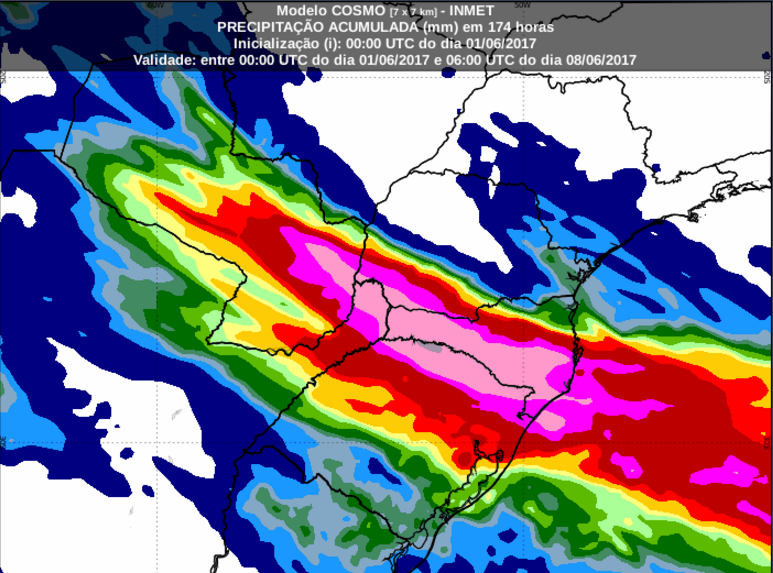 Modelo COSMO [7 x 7 km] - INMET
PRECIPITAÇÃO ACUMULADA (mm) em 174 horas
Inicialização (i): 00:00 UTC do dia 01/06/2017
Validade: entre 00:00 UTC do dia 01/06/2017 e 06:00 UTC do dia 08/06/2017
60W
50W